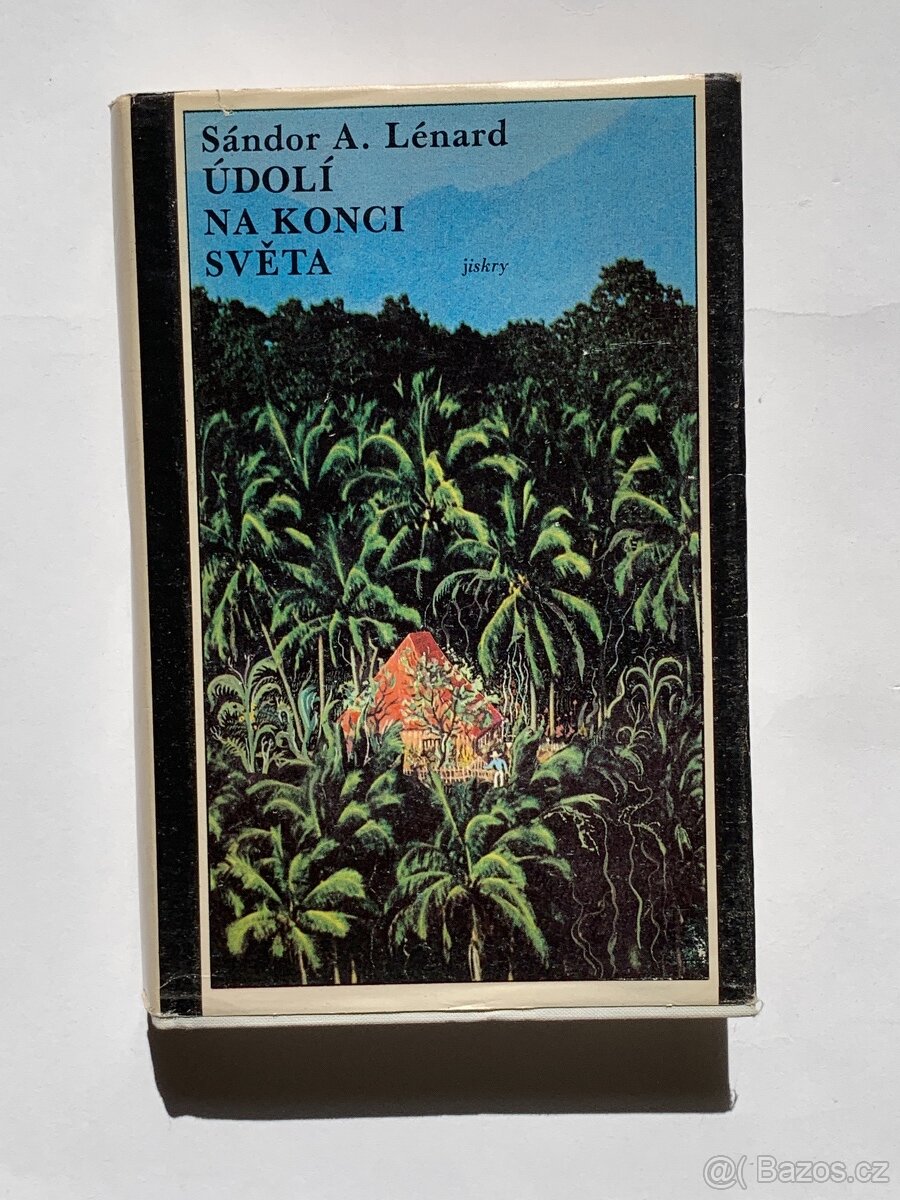 Sándor A. Lénard
ÚDOLÍ
NA KONCI
SVĚTA
jiskry
@( Bazos.cz